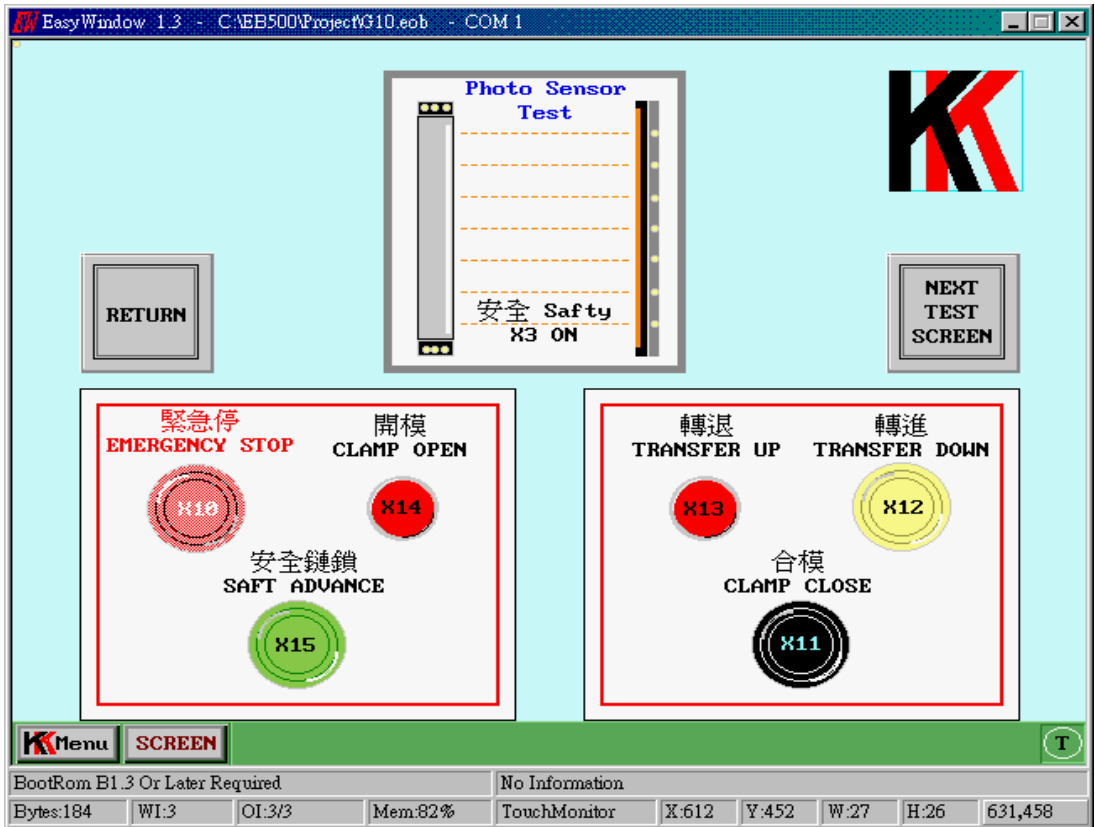 EasyWindow 1.3 - C:\EB500\Project\G10.eob - COM 1
Photo Sensor
Test
安全 Safty
X3 ON
RETURN
NEXT
TEST
SCREEN
緊急停
EMERGENCY STOP
開模
CLAMP OPEN
X10
X14
安全鏈鎖
SAFT ADVANCE
X15
轉退
TRANSFER UP
轉進
TRANSFER DOWN
X13
X12
合模
CLAMP CLOSE
X11
KMenu
SCREEN
T
BootRom B1.3 Or Later Required
No Information
Bytes:184
WI:3
OI:3/3
Mem:82%
TouchMonitor
X:612
Y:452
W:27
H:26
631,458